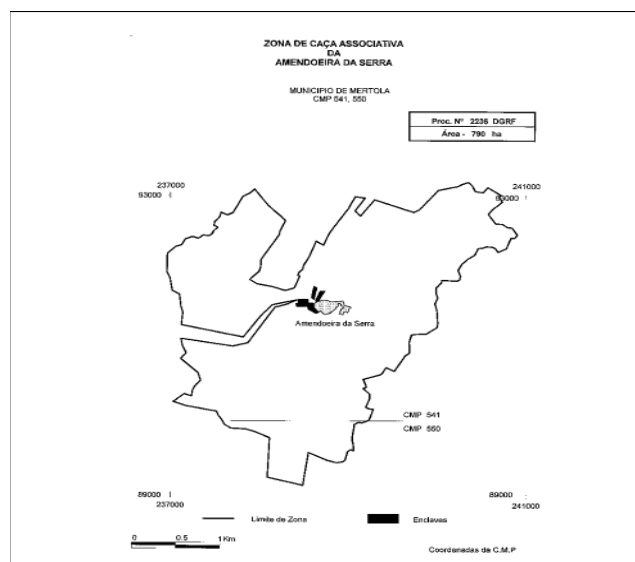 ZONA DE CAÇA ASSOCIATIVA
DA
AMENDOEIRA DA SERRA
MUNICIPIO DE MERTOLA
CMP 541, 550
Proc. Nº 2236 DGRF
Área - 790 ha
237000
93000
241000
93000
Amendoeira da Serra
CMP 541
CMP 550
89000
237000
89000
241000
Limite de Zona
Enclaves
0 0.5 1 Km
Coordenadas de C.M.P